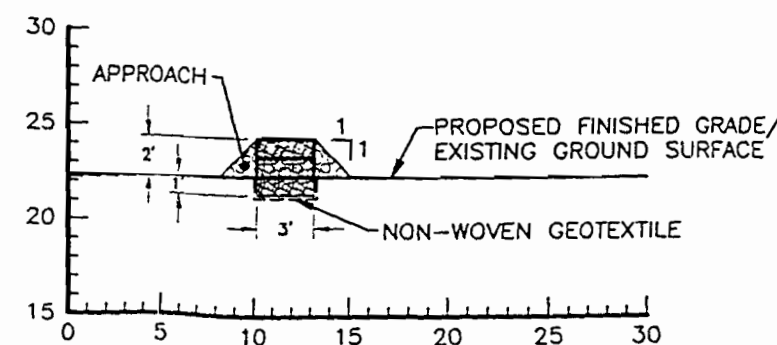 30
APPROACH
25
2'
1'
1
1
PROPOSED FINISHED GRADE/
EXISTING GROUND SURFACE
20
3'
NON-WOVEN GEOTEXTILE
15
0 5 10 15 20 25 30